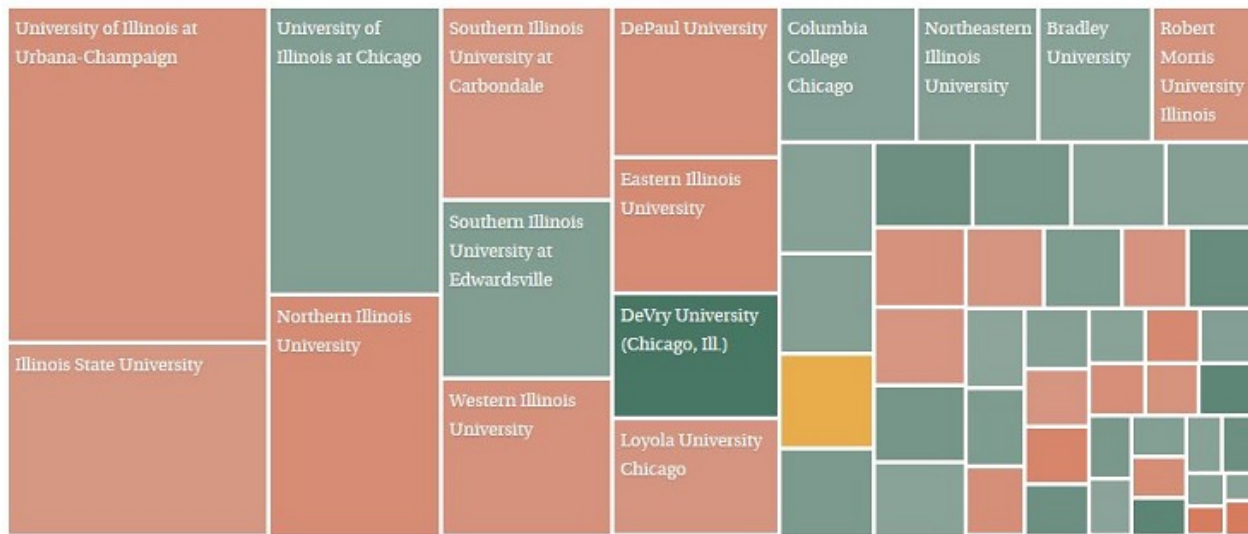 University of Illinois at
Urbana-Champaign
Illinois State University
University of
Illinois at Chicago
Northern Illinois
University
Southern Illinois
University at
Carbondale
Southern Illinois
University at
Edwardsville
Western Illinois
University
DePaul University
Eastern Illinois
University
DeVry University
(Chicago, Ill.)
Loyola University
Chicago
Columbia
College
Chicago
Northeastern
Illinois
University
Bradley
University
Robert
Morris
University
Illinois